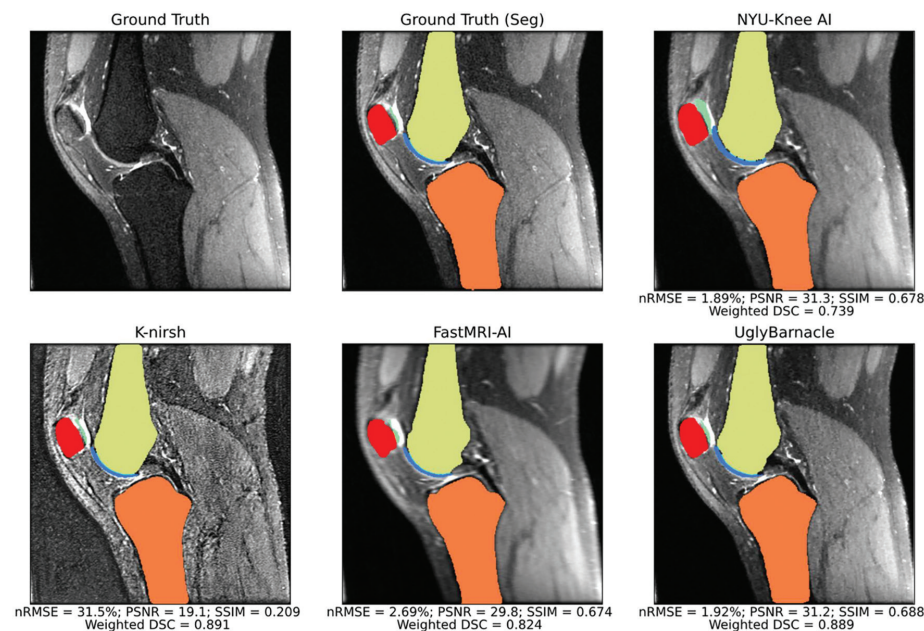 Ground Truth
Ground Truth (Seg)
NYU-Knee AI
nRMSE = 1.89%; PSNR = 31.3; SSIM = 0.678
Weighted DSC = 0.739
K-nirsh
FastMRI-AI
UglyBarnacle
nRMSE = 31.5%; PSNR = 19.1; SSIM = 0.209
Weighted DSC = 0.891
nRMSE = 2.69%; PSNR = 29.8; SSIM = 0.674
Weighted DSC = 0.824
nRMSE = 1.92%; PSNR = 31.2; SSIM = 0.688
Weighted DSC = 0.889